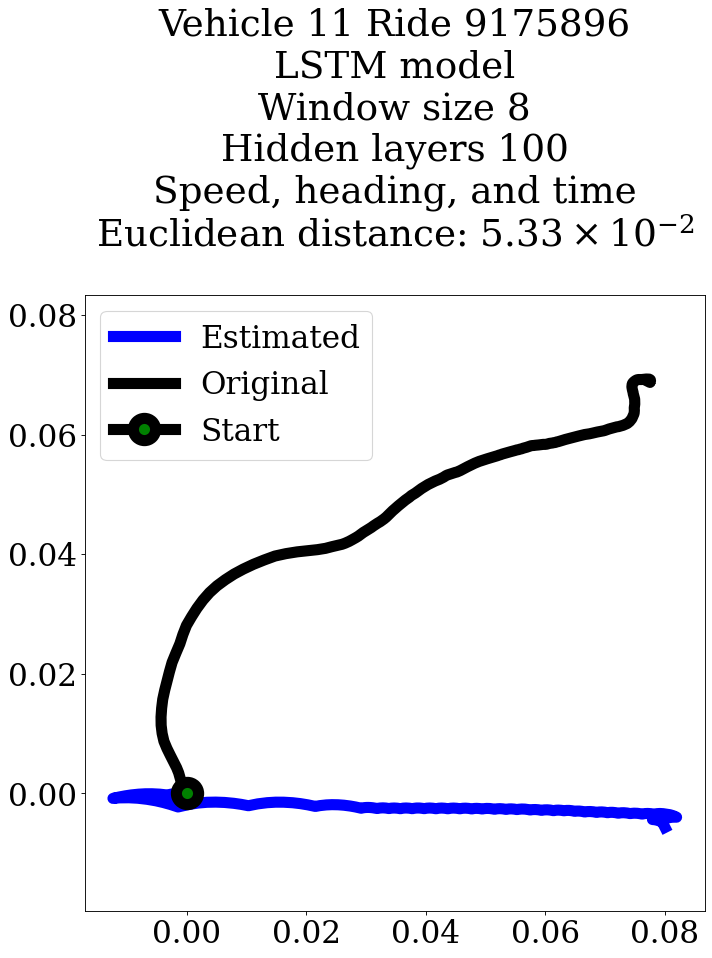 Vehicle 11 Ride 9175896
LSTM model
Window size 8
Hidden layers 100
Speed, heading, and time
Euclidean distance: 5.33 × 10⁻²
Estimated
Original
Start
0.08
0.06
0.04
0.02
0.00
0.00 0.02 0.04 0.06 0.08